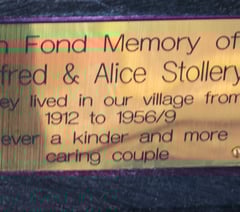 n Fond Memory of
fred & Alice Stollery
ey lived in our village from
1912 to 1956/9
ever a kinder and more
caring couple